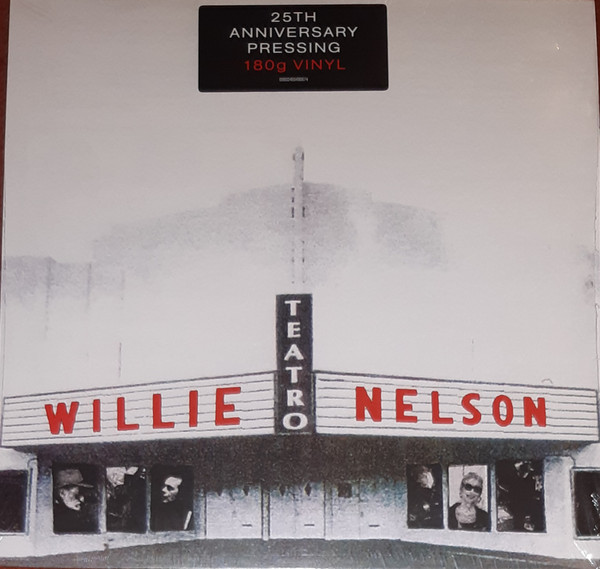 25TH
ANNIVERSARY
PRESSING
180g VINYL
TEATRO
WILLIE NELSON